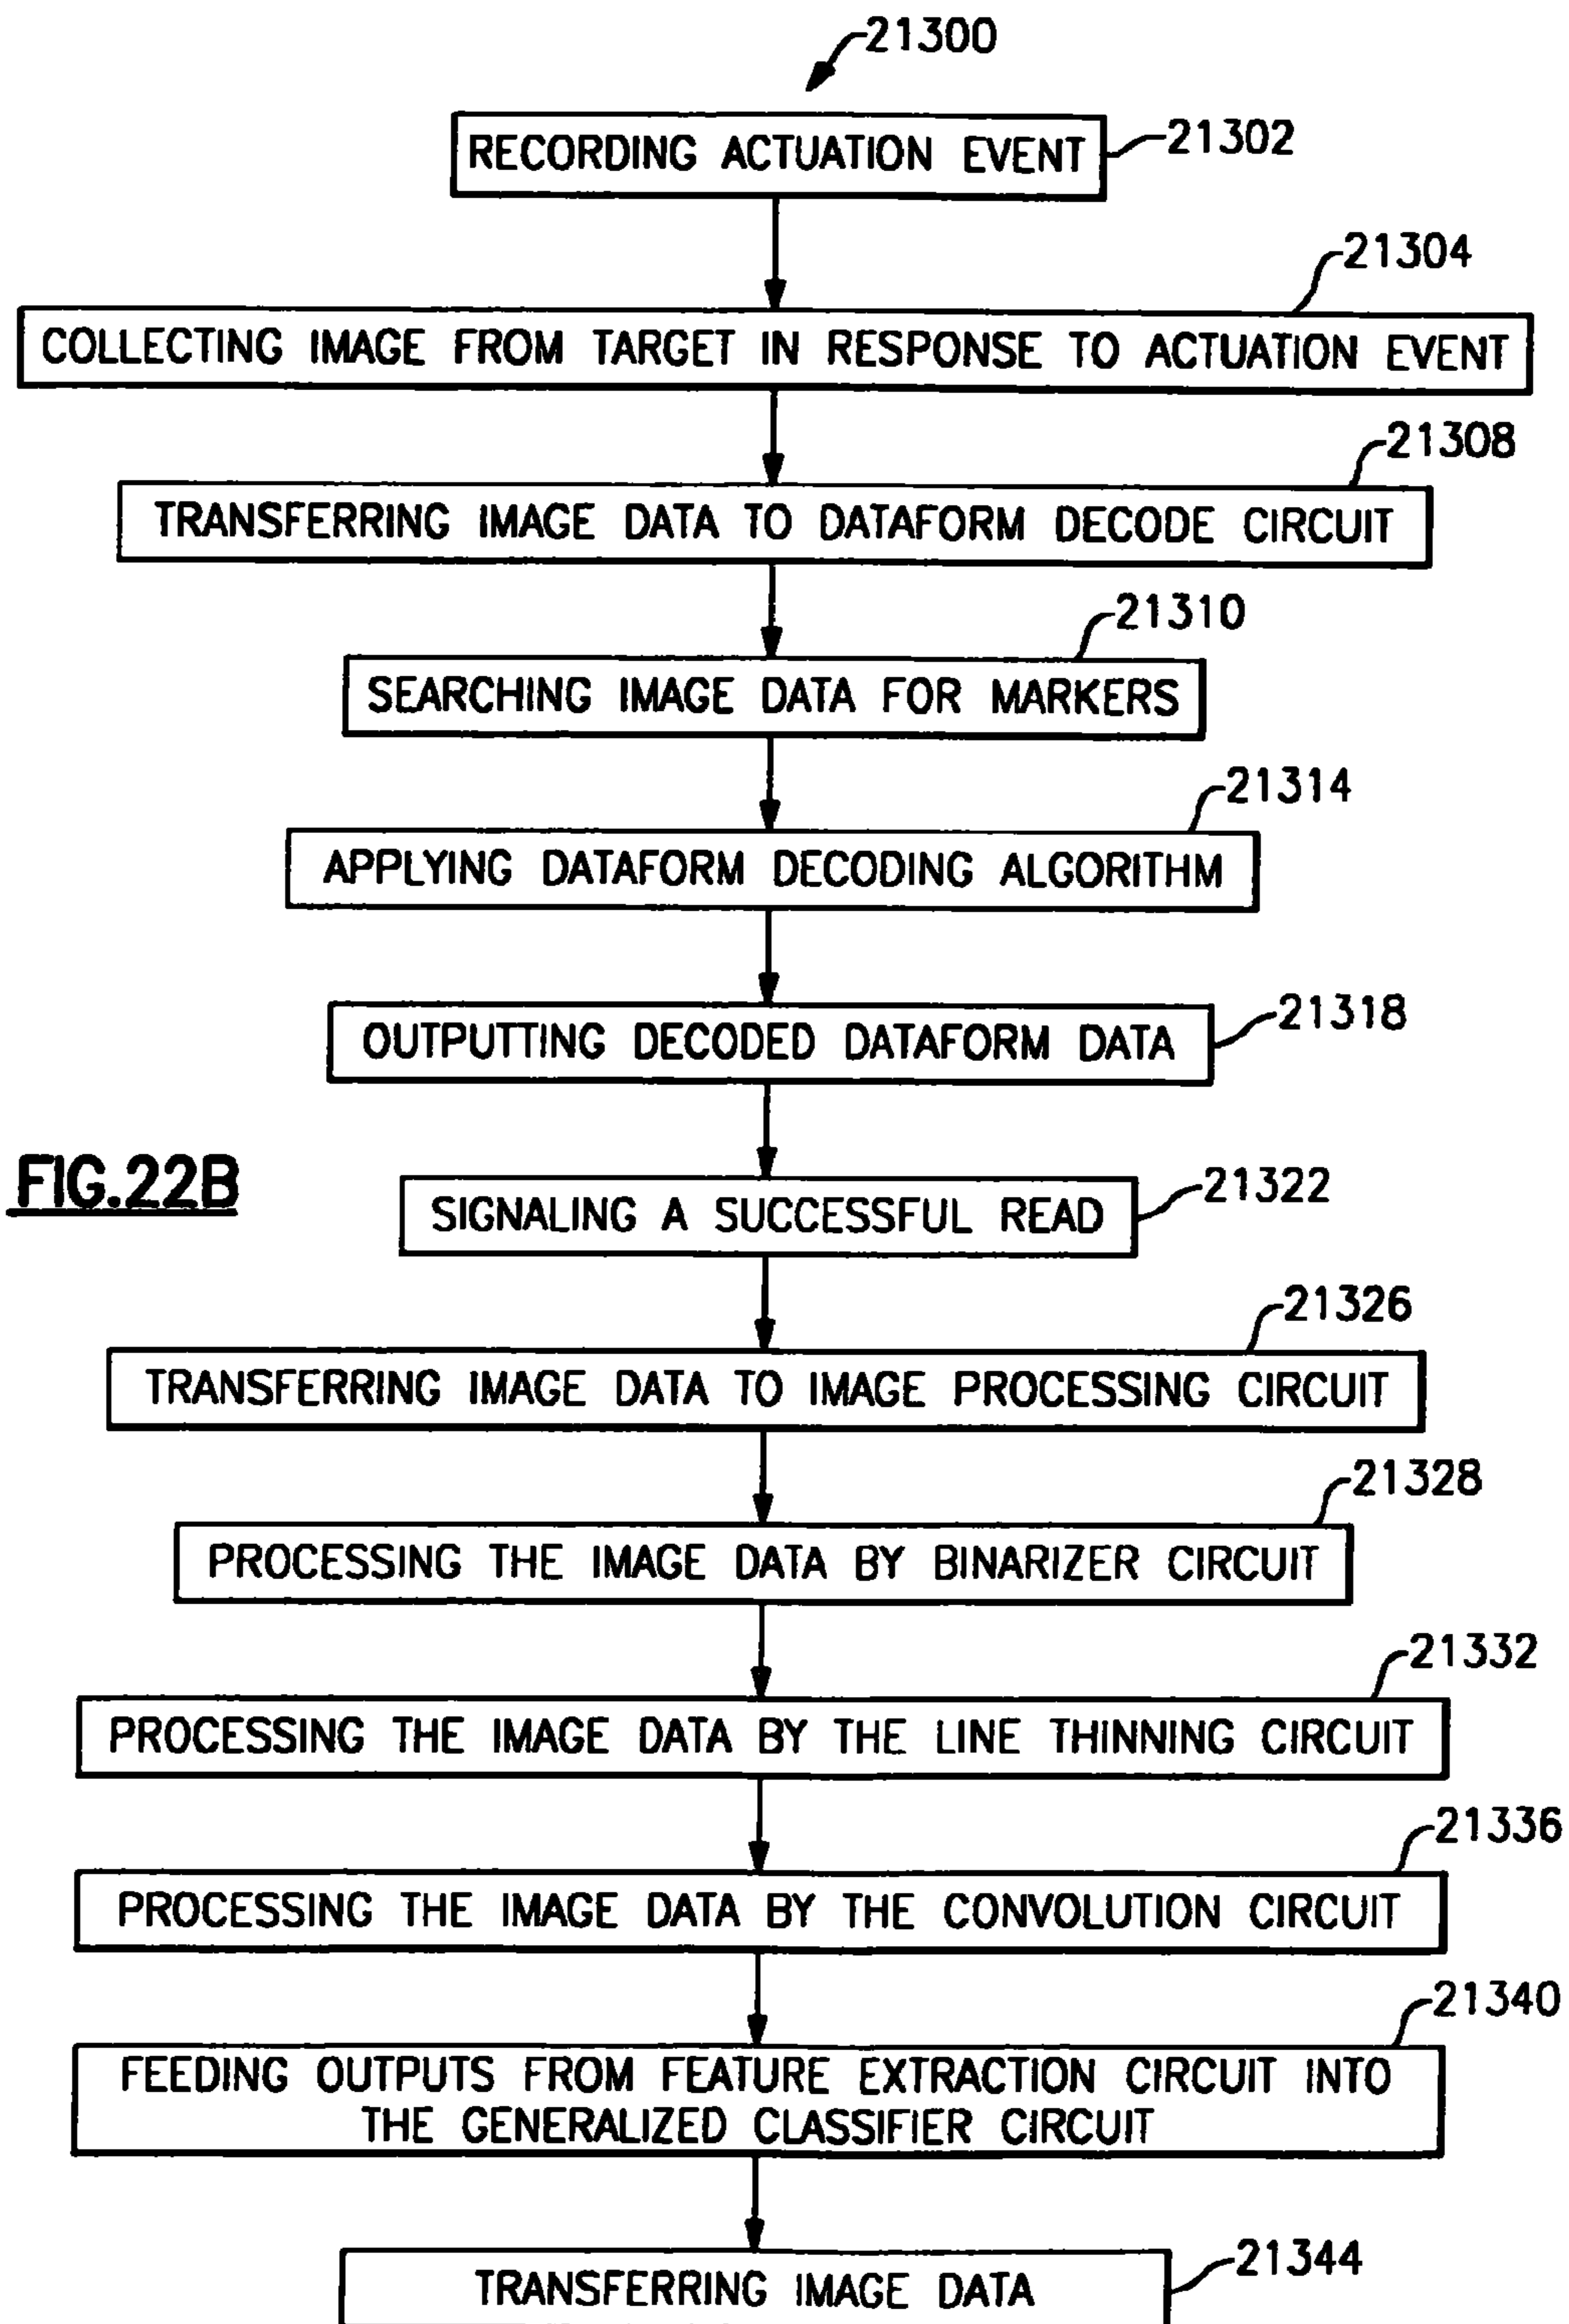 21300
RECORDING ACTUATION EVENT
21302
21304
COLLECTING IMAGE FROM TARGET IN RESPONSE TO ACTUATION EVENT
21308
TRANSFERRING IMAGE DATA TO DATAFORM DECODE CIRCUIT
21310
SEARCHING IMAGE DATA FOR MARKERS
21314
APPLYING DATAFORM DECODING ALGORITHM
21318
OUTPUTTING DECODED DATAFORM DATA
FIG.22B
21322
SIGNALING A SUCCESSFUL READ
21326
TRANSFERRING IMAGE DATA TO IMAGE PROCESSING CIRCUIT
21328
PROCESSING THE IMAGE DATA BY BINARIZER CIRCUIT
21332
PROCESSING THE IMAGE DATA BY THE LINE THINNING CIRCUIT
21336
PROCESSING THE IMAGE DATA BY THE CONVOLUTION CIRCUIT
21340
FEEDING OUTPUTS FROM FEATURE EXTRACTION CIRCUIT INTO
THE GENERALIZED CLASSIFIER CIRCUIT
21344
TRANSFERRING IMAGE DATA